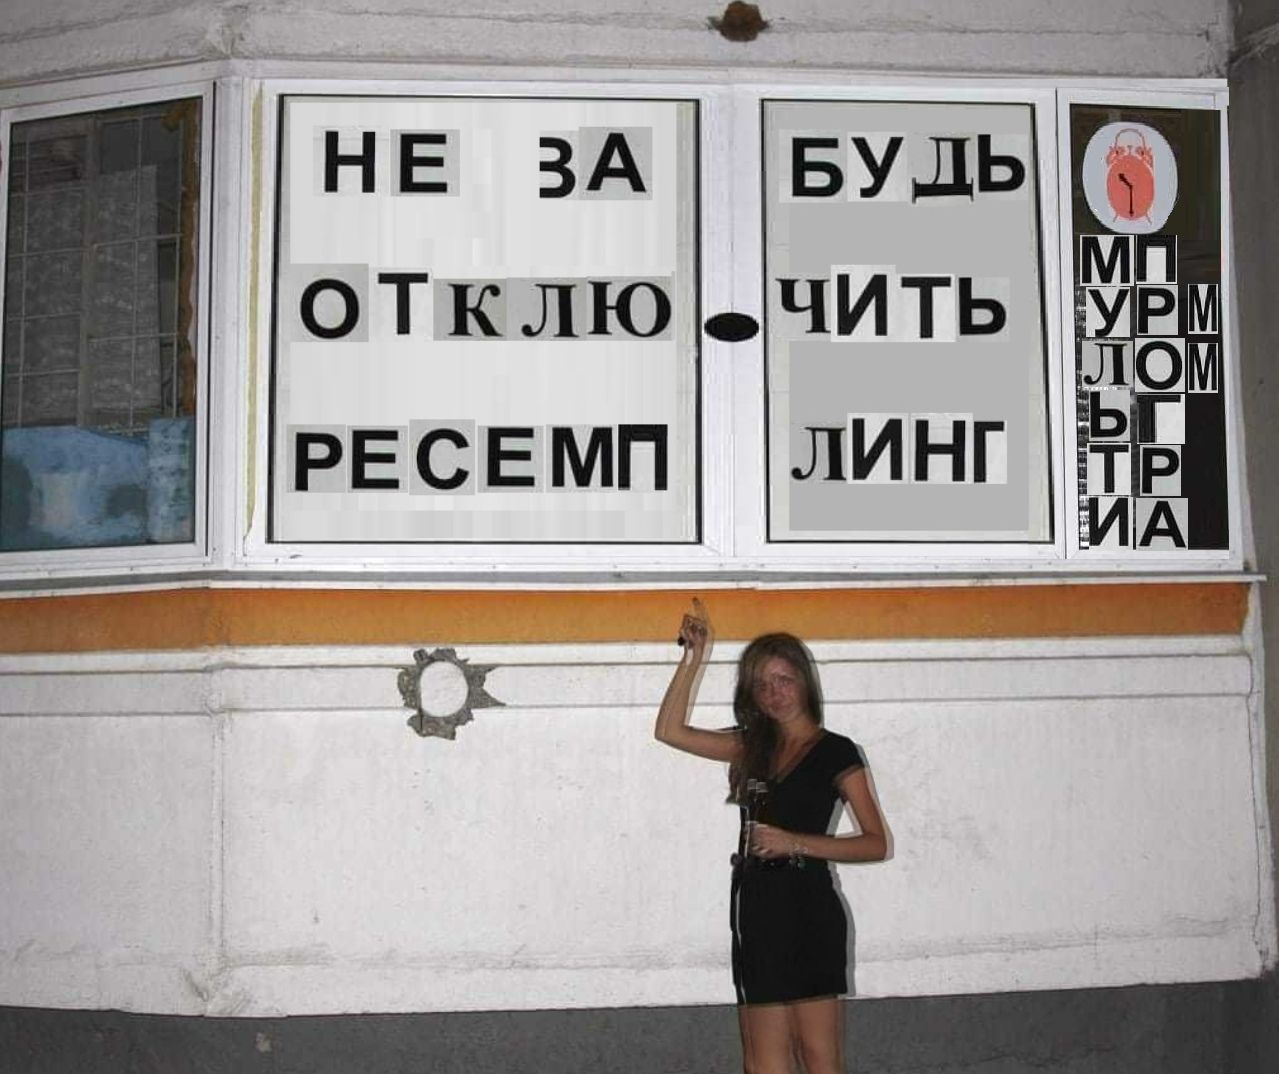 НЕ ЗА БУДЬ
ОТКЛЮ ЧИТЬ
РЕСЕМП ЛИНГ
МУЛЬТИ
ПРОГРА
ММ